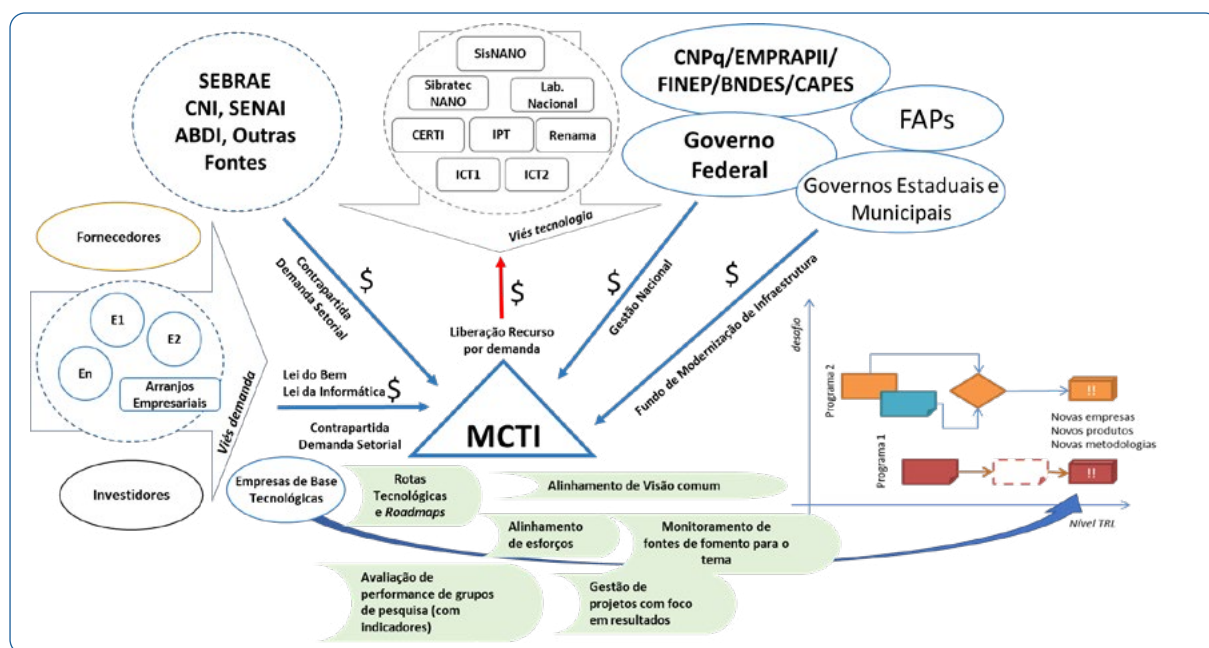 SEBRAE
CNI, SENAI
ABDI, Outras
Fontes
SisNANO
Sibratec
NANO
Lab.
Nacional
CERTI
IPT
Renama
ICT1
ICT2
Viés tecnologia
CNPq/EMPRAPII/
FINEP/BNDES/CAPES
FAPs
Governo
Federal
Governos Estaduais e
Municipais
Fornecedores
E1
E2
En
Arranjos
Empresariais
Viés demanda
Investidores
Contrapartida
Demanda Setorial
$
$
Liberação Recurso
por demanda
$
Gestão Nacional
$
Fundo de Modernização de Infraestrutura
Lei do Bem
Lei da Informática
$
Contrapartida
Demanda Setorial
MCTI
desafio
Programa 2
!!
Novas empresas
Novos produtos
Novas metodologias
Programa 1
!!
Nível TRL
Empresas de Base
Tecnológicas
Rotas
Tecnológicas
e Roadmaps
Alinhamento de Visão comum
Alinhamento
de esforços
Monitoramento de
fontes de fomento para o
tema
Avaliação de
performance de grupos
de pesquisa (com
indicadores)
Gestão de
projetos com foco
em resultados